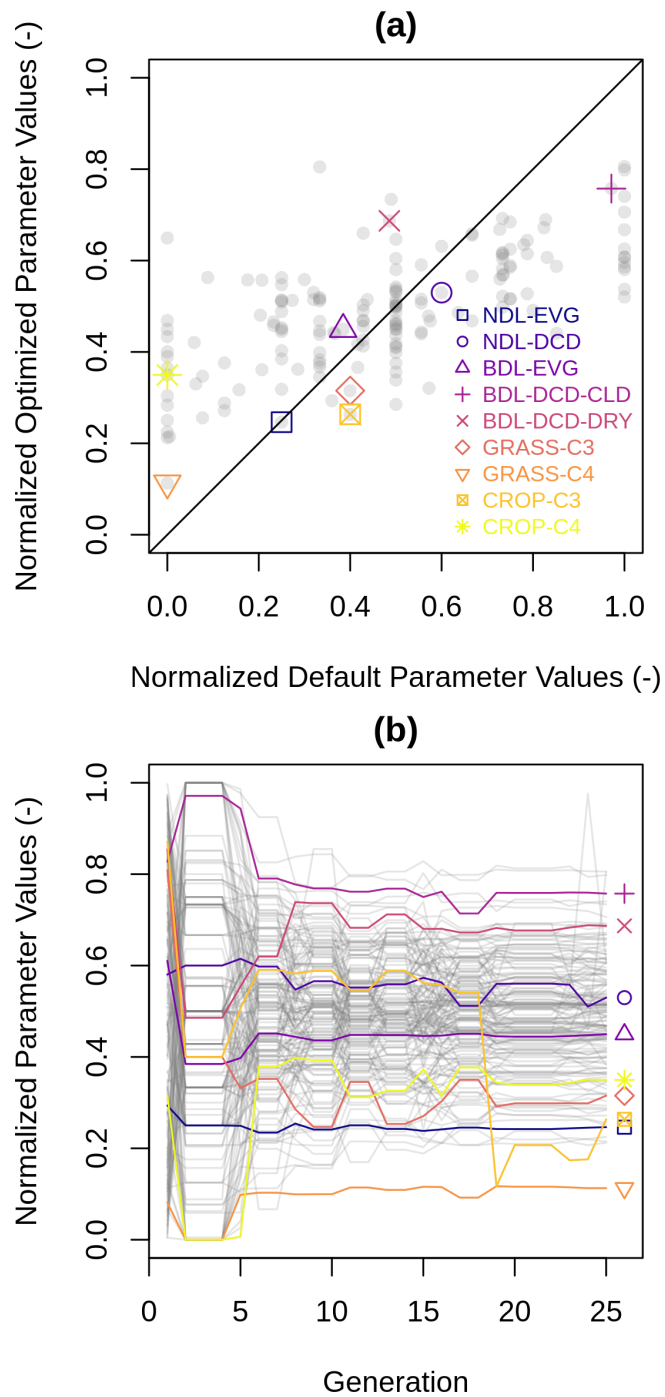 (a)
Normalized Optimized Parameter Values (-)
1.0
0.8
0.6
0.4
0.2
0.0
NDL-EVG
NDL-DCD
BDL-EVG
BDL-DCD-CLD
BDL-DCD-DRY
GRASS-C3
GRASS-C4
CROP-C3
CROP-C4
0.0 0.2 0.4 0.6 0.8 1.0
Normalized Default Parameter Values (-)
(b)
Normalized Parameter Values (-)
1.0
0.8
0.6
0.4
0.2
0.0
0 5 10 15 20 25
Generation